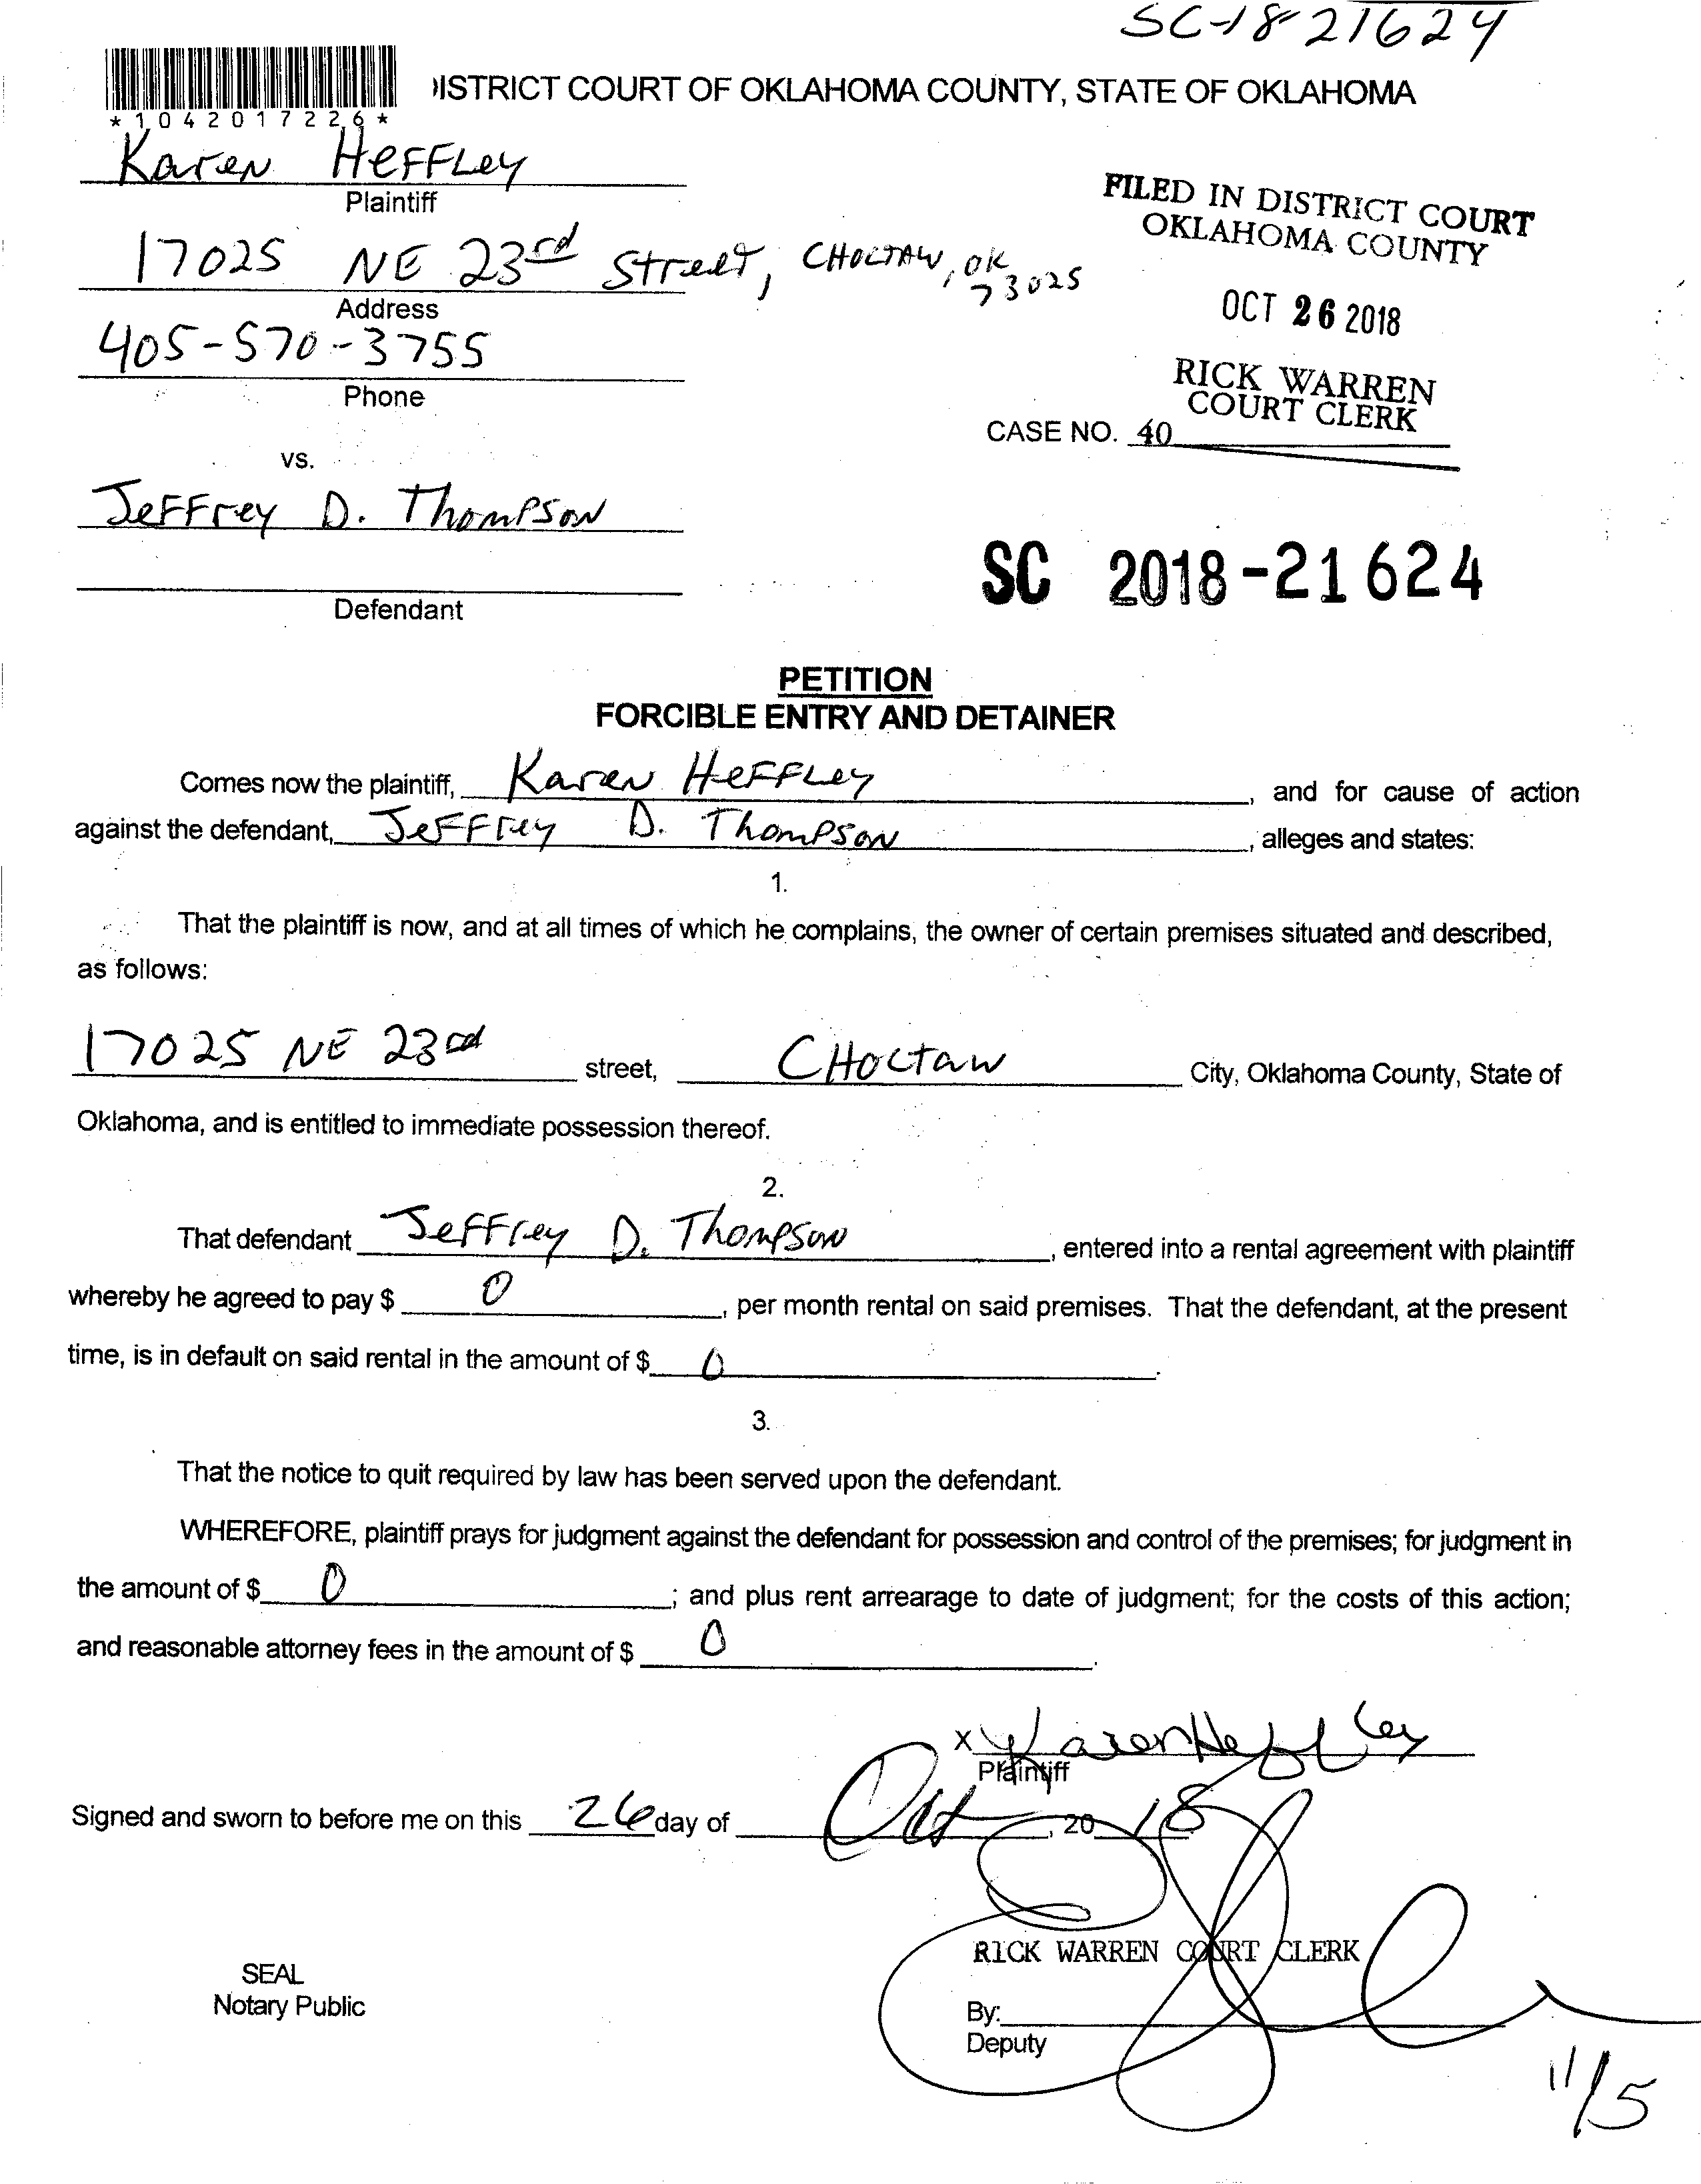 SC-18-21624
*1042017226*
ISTRICT COURT OF OKLAHOMA COUNTY, STATE OF OKLAHOMA
Karen Heffley
Plaintiff
17025 NE 23rd Street, Choctaw, OK 73025
Address
405-570-3755
Phone
FILED IN DISTRICT COURT
OKLAHOMA COUNTY
OCT 26 2018
RICK WARREN
COURT CLERK
CASE NO. 40
vs.
Jeffrey D. Thompson
Defendant
SC 2018-21624
PETITION
FORCIBLE ENTRY AND DETAINER
Comes now the plaintiff, Karen Heffley, and for cause of action
against the defendant, Jeffrey D. Thompson, alleges and states:
1.
That the plaintiff is now, and at all times of which he complains, the owner of certain premises situated and described,
as follows:
17025 NE 23rd street, Choctaw City, Oklahoma County, State of
Oklahoma, and is entitled to immediate possession thereof.
2.
That defendant Jeffrey D. Thompson, entered into a rental agreement with plaintiff
whereby he agreed to pay $ 0, per month rental on said premises. That the defendant, at the present
time, is in default on said rental in the amount of $ 0.
3.
That the notice to quit required by law has been served upon the defendant.
WHEREFORE, plaintiff prays for judgment against the defendant for possession and control of the premises; for judgment in
the amount of $ 0; and plus rent arrearage to date of judgment; for the costs of this action;
and reasonable attorney fees in the amount of $ 0.
x Karen Heffley
Plaintiff
Signed and sworn to before me on this 26 day of Oct, 2018.
RICK WARREN COURT CLERK
SEAL
Notary Public
By:
Deputy
11/5